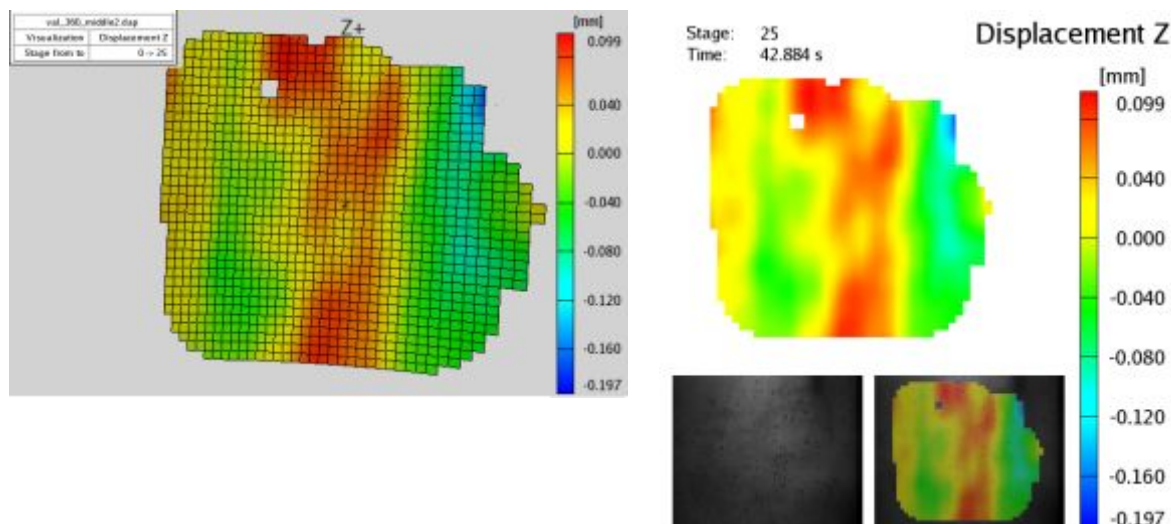 val_360_middle2.dap
Visualization Displacement Z
Stage from to 0 -> 25
Z+
[mm]
0.099
0.040
0.000
-0.040
-0.080
-0.120
-0.160
-0.197
Stage: 25
Time: 42.884 s
Displacement Z
[mm]
0.099
0.040
0.000
-0.040
-0.080
-0.120
-0.160
-0.197